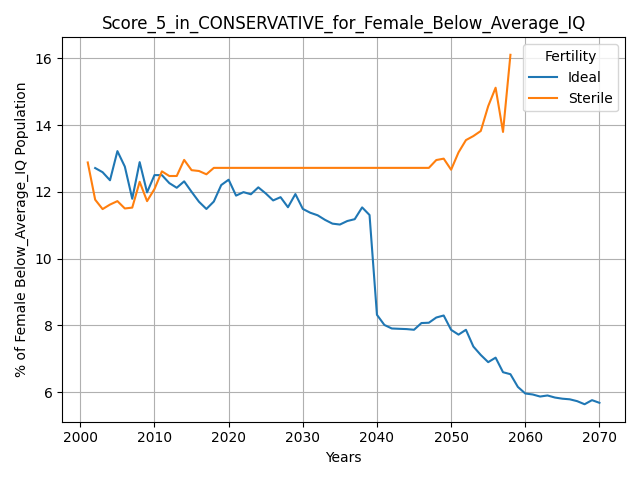 Score_5_in_CONSERVATIVE_for_Female_Below_Average_IQ
Fertility
Ideal
Sterile
% of Female Below_Average_IQ Population
16
14
12
10
8
6
2000 2010 2020 2030 2040 2050 2060 2070
Years